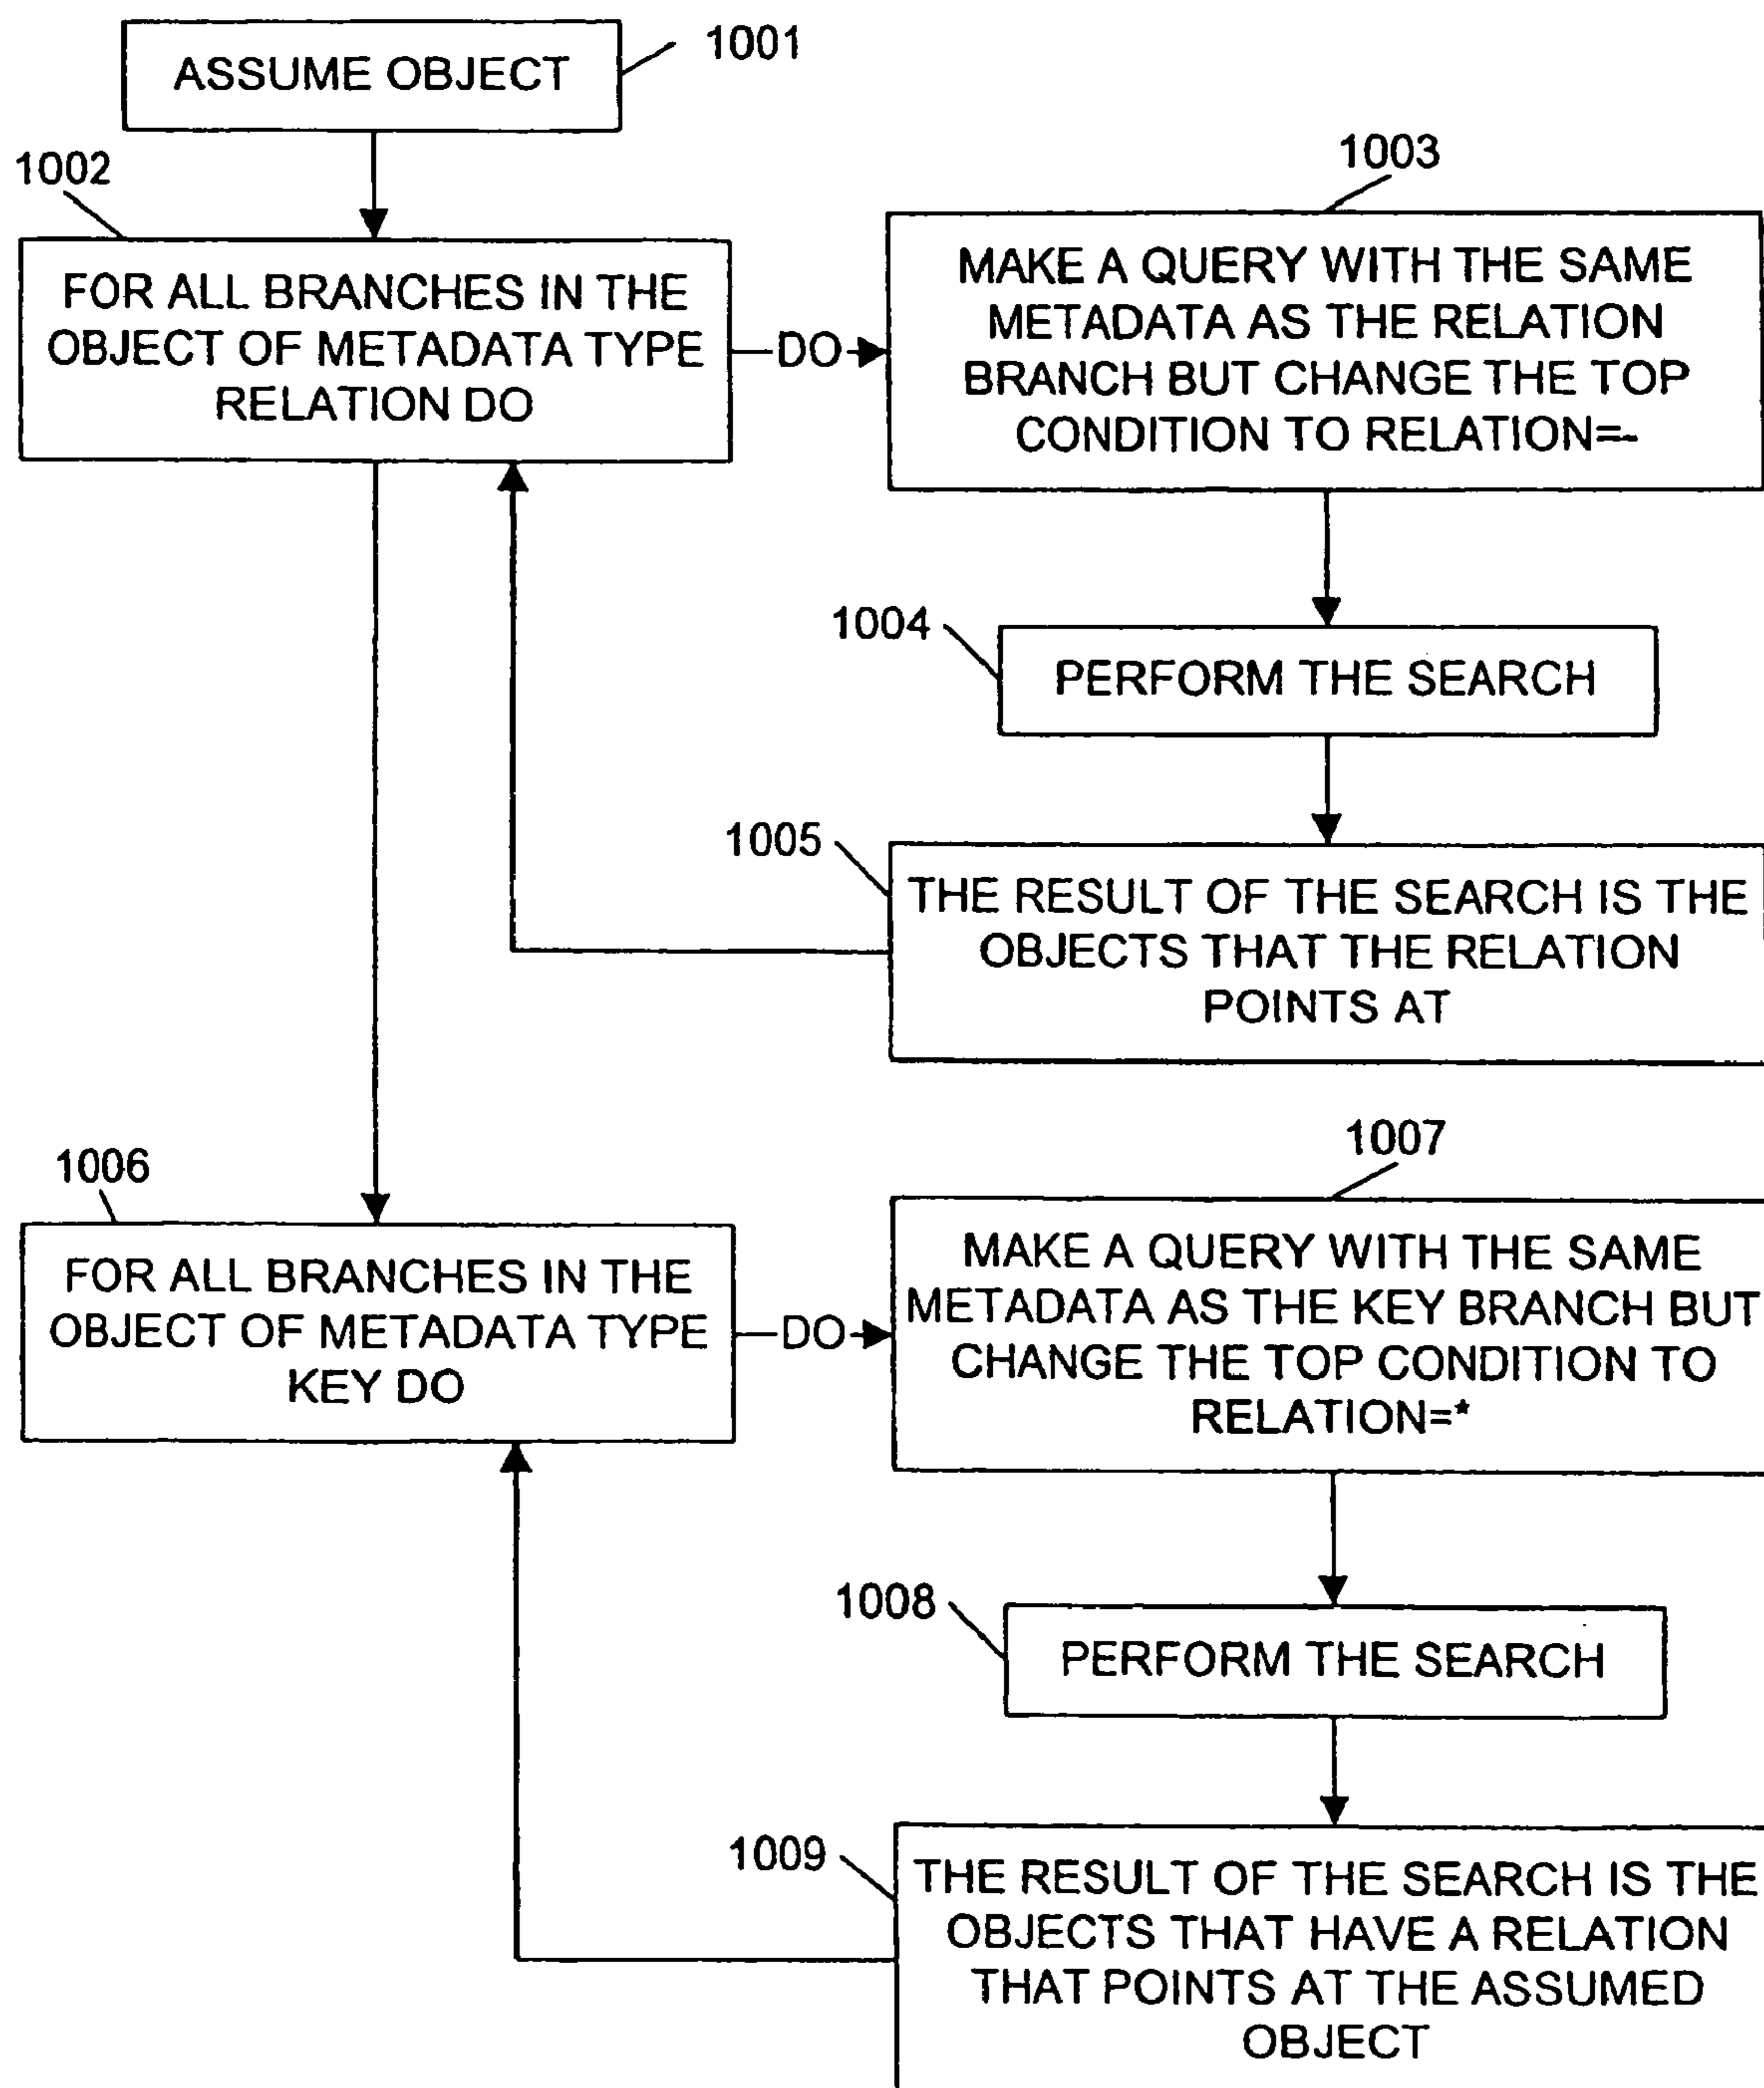 1001
ASSUME OBJECT
1002
FOR ALL BRANCHES IN THE
OBJECT OF METADATA TYPE
RELATION DO
DO
1003
MAKE A QUERY WITH THE SAME
METADATA AS THE RELATION
BRANCH BUT CHANGE THE TOP
CONDITION TO RELATION=-
1004
PERFORM THE SEARCH
1005
THE RESULT OF THE SEARCH IS THE
OBJECTS THAT THE RELATION
POINTS AT
1006
FOR ALL BRANCHES IN THE
OBJECT OF METADATA TYPE
KEY DO
DO
1007
MAKE A QUERY WITH THE SAME
METADATA AS THE KEY BRANCH BUT
CHANGE THE TOP CONDITION TO
RELATION=*
1008
PERFORM THE SEARCH
1009
THE RESULT OF THE SEARCH IS THE
OBJECTS THAT HAVE A RELATION
THAT POINTS AT THE ASSUMED
OBJECT